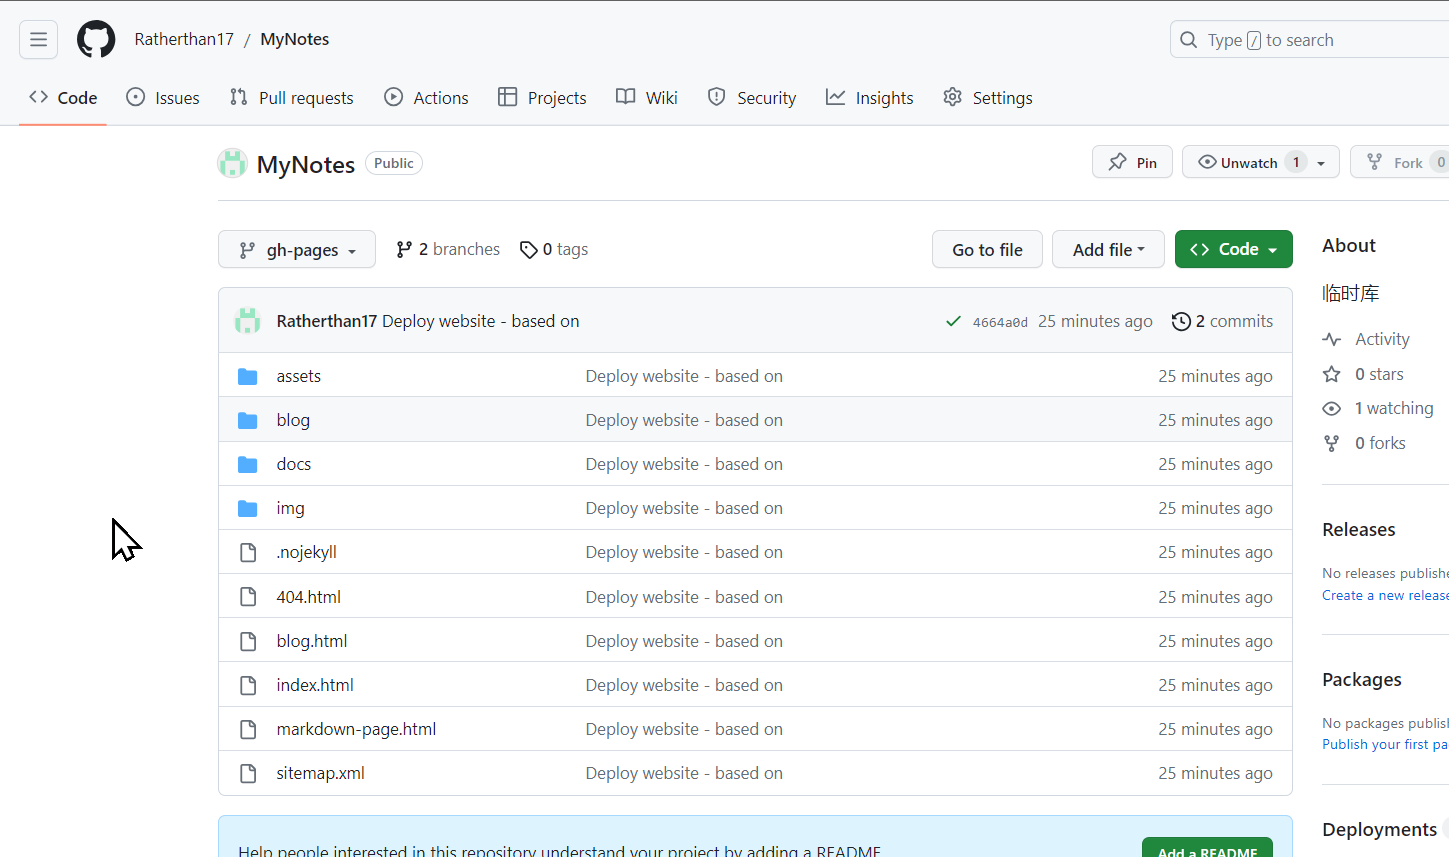 Ratherthan17 / MyNotes
Type / to search
Code Issues Pull requests Actions Projects Wiki Security Insights Settings
MyNotes Public
Pin Unwatch 1 Fork 0
gh-pages 2 branches 0 tags Go to file Add file Code
Ratherthan17 Deploy website - based on 4664a0d 25 minutes ago 2 commits
assets Deploy website - based on 25 minutes ago
blog Deploy website - based on 25 minutes ago
docs Deploy website - based on 25 minutes ago
img Deploy website - based on 25 minutes ago
.nojekyll Deploy website - based on 25 minutes ago
404.html Deploy website - based on 25 minutes ago
blog.html Deploy website - based on 25 minutes ago
index.html Deploy website - based on 25 minutes ago
markdown-page.html Deploy website - based on 25 minutes ago
sitemap.xml Deploy website - based on 25 minutes ago
Help people interested in this repository understand your project by adding a README
Add a README
About
临时库
Activity
0 stars
1 watching
0 forks
Releases
No releases publishe
Create a new release
Packages
No packages publish
Publish your first pa
Deployments